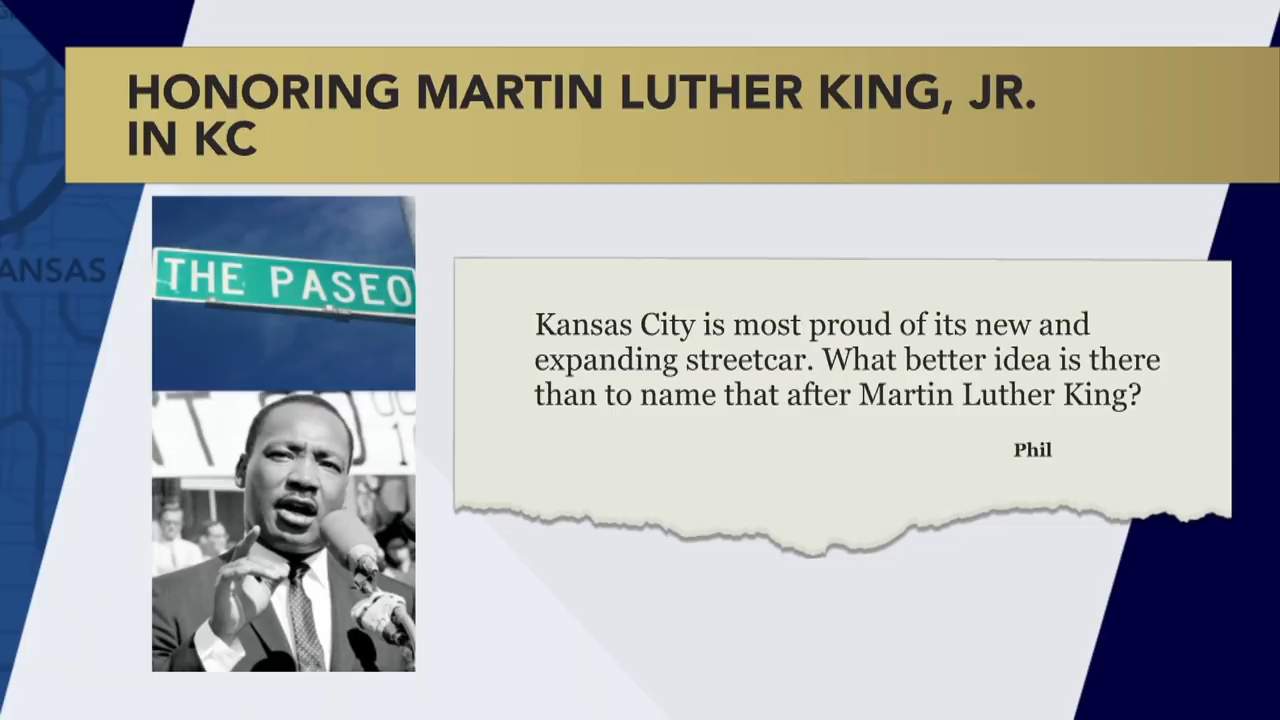 HONORING MARTIN LUTHER KING, JR.
IN KC
ANSAS
THE PASEO
Kansas City is most proud of its new and
expanding streetcar. What better idea is there
than to name that after Martin Luther King?
Phil